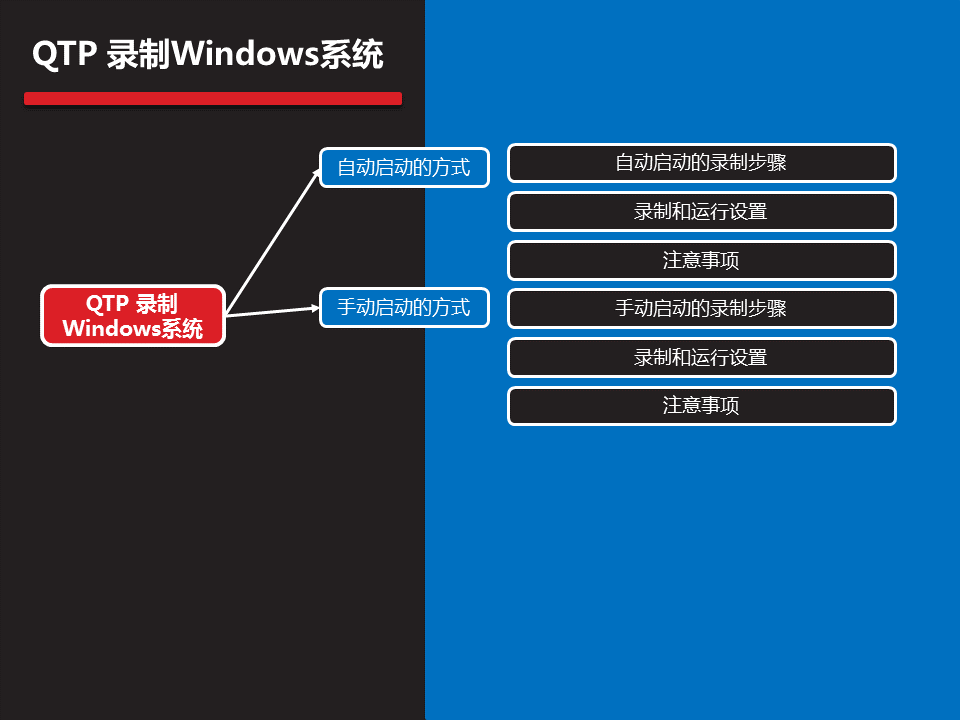 QTP 录制Windows系统
自动启动的方式
自动启动的录制步骤
录制和运行设置
注意事项
QTP 录制
Windows系统
手动启动的方式
手动启动的录制步骤
录制和运行设置
注意事项